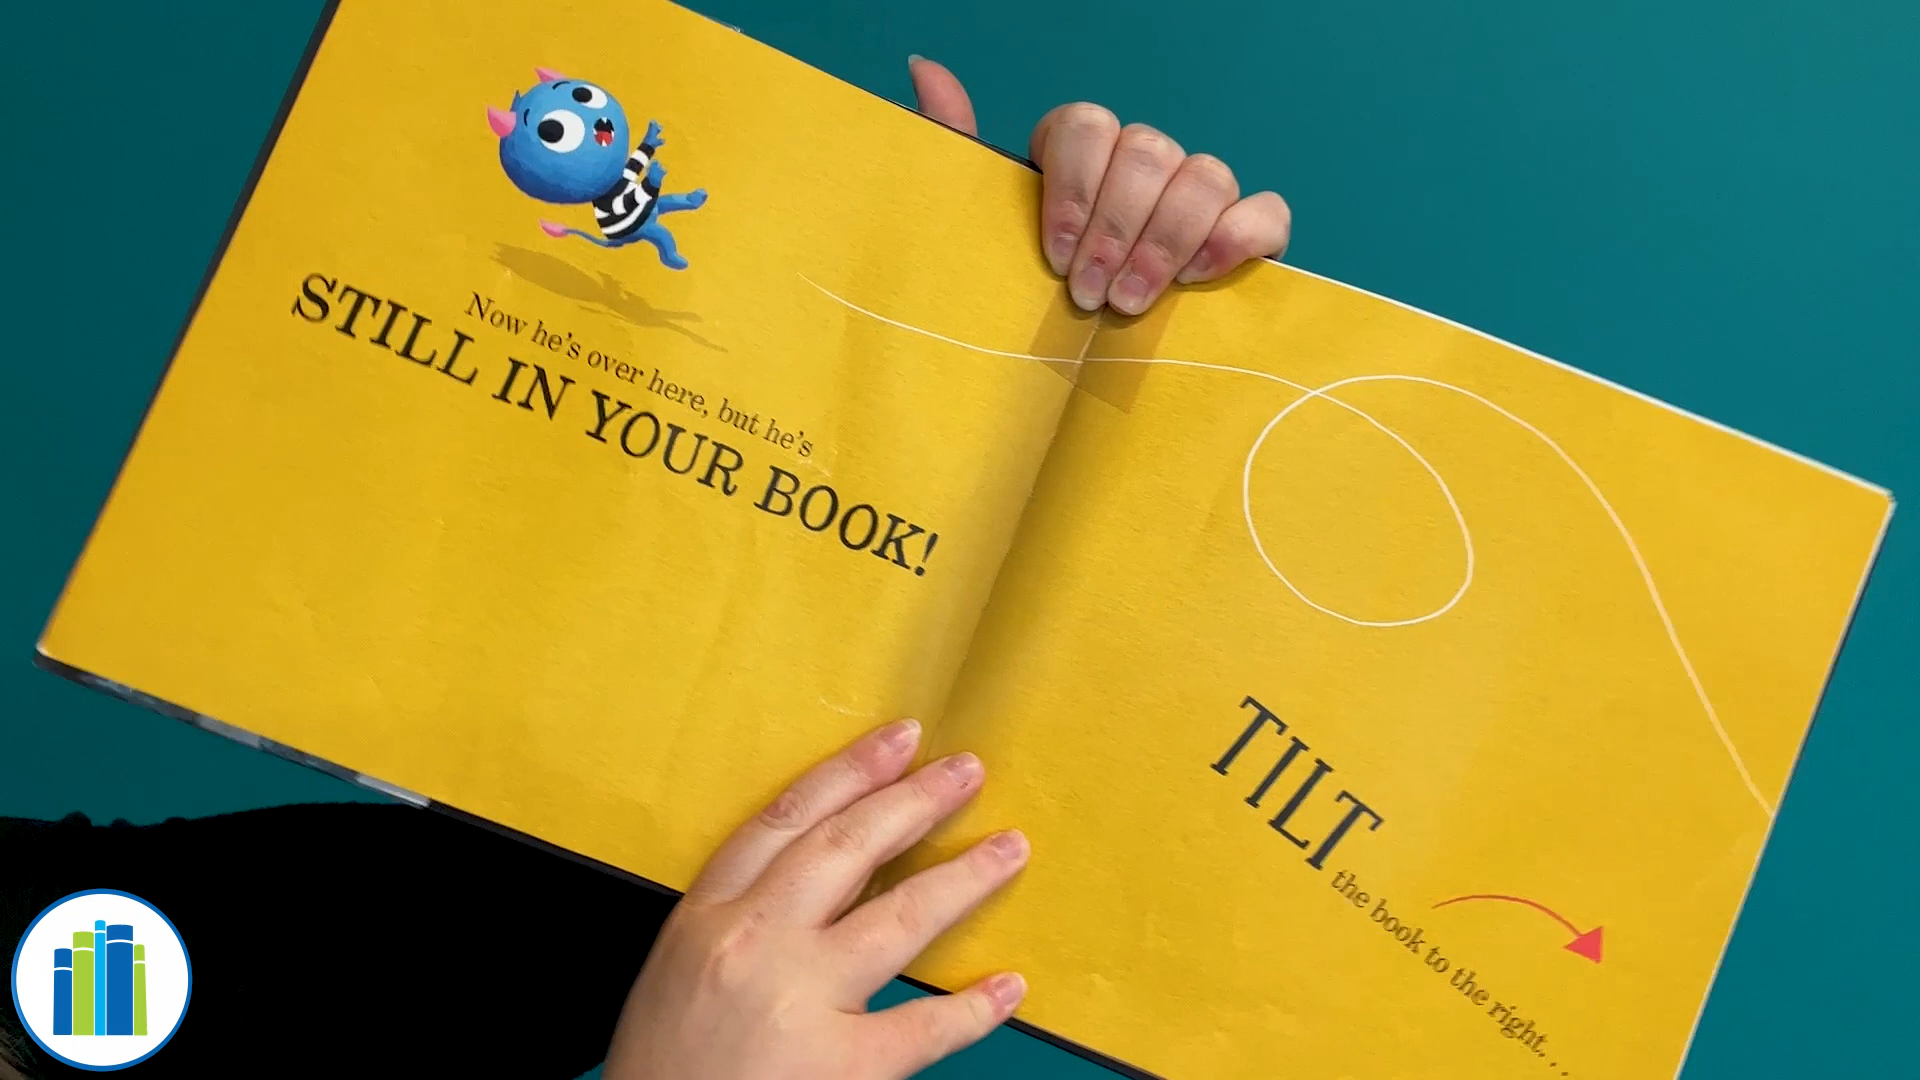 Now he's over here, but he's
STILL IN YOUR BOOK!
TILT the book to the right. . .